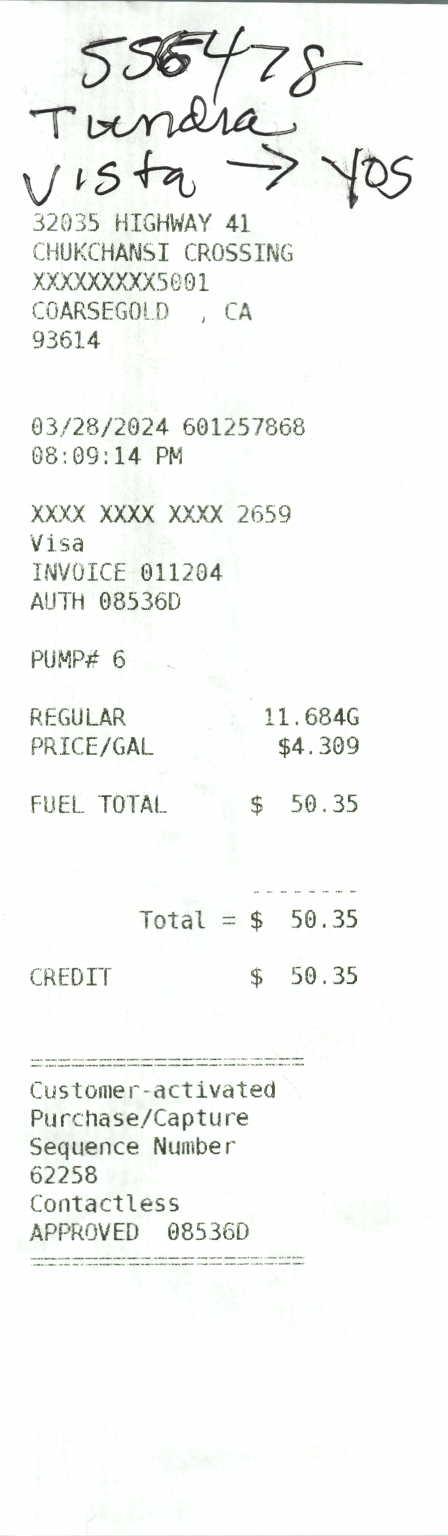 Tundra
Vista → YOS
32035 HIGHWAY 41
CHUKCHANSI CROSSING
XXXXXXXXX5001
COARSEGOLD , CA
93614
03/28/2024 601257868
08:09:14 PM
XXXX XXXX XXXX 2659
Visa
INVOICE 011204
AUTH 08536D
PUMP# 6
REGULAR 11.684G
PRICE/GAL $4.309
FUEL TOTAL $ 50.35
--------
Total = $ 50.35
CREDIT $ 50.35
====================
Customer-activated
Purchase/Capture
Sequence Number
62258
Contactless
APPROVED 08536D
====================